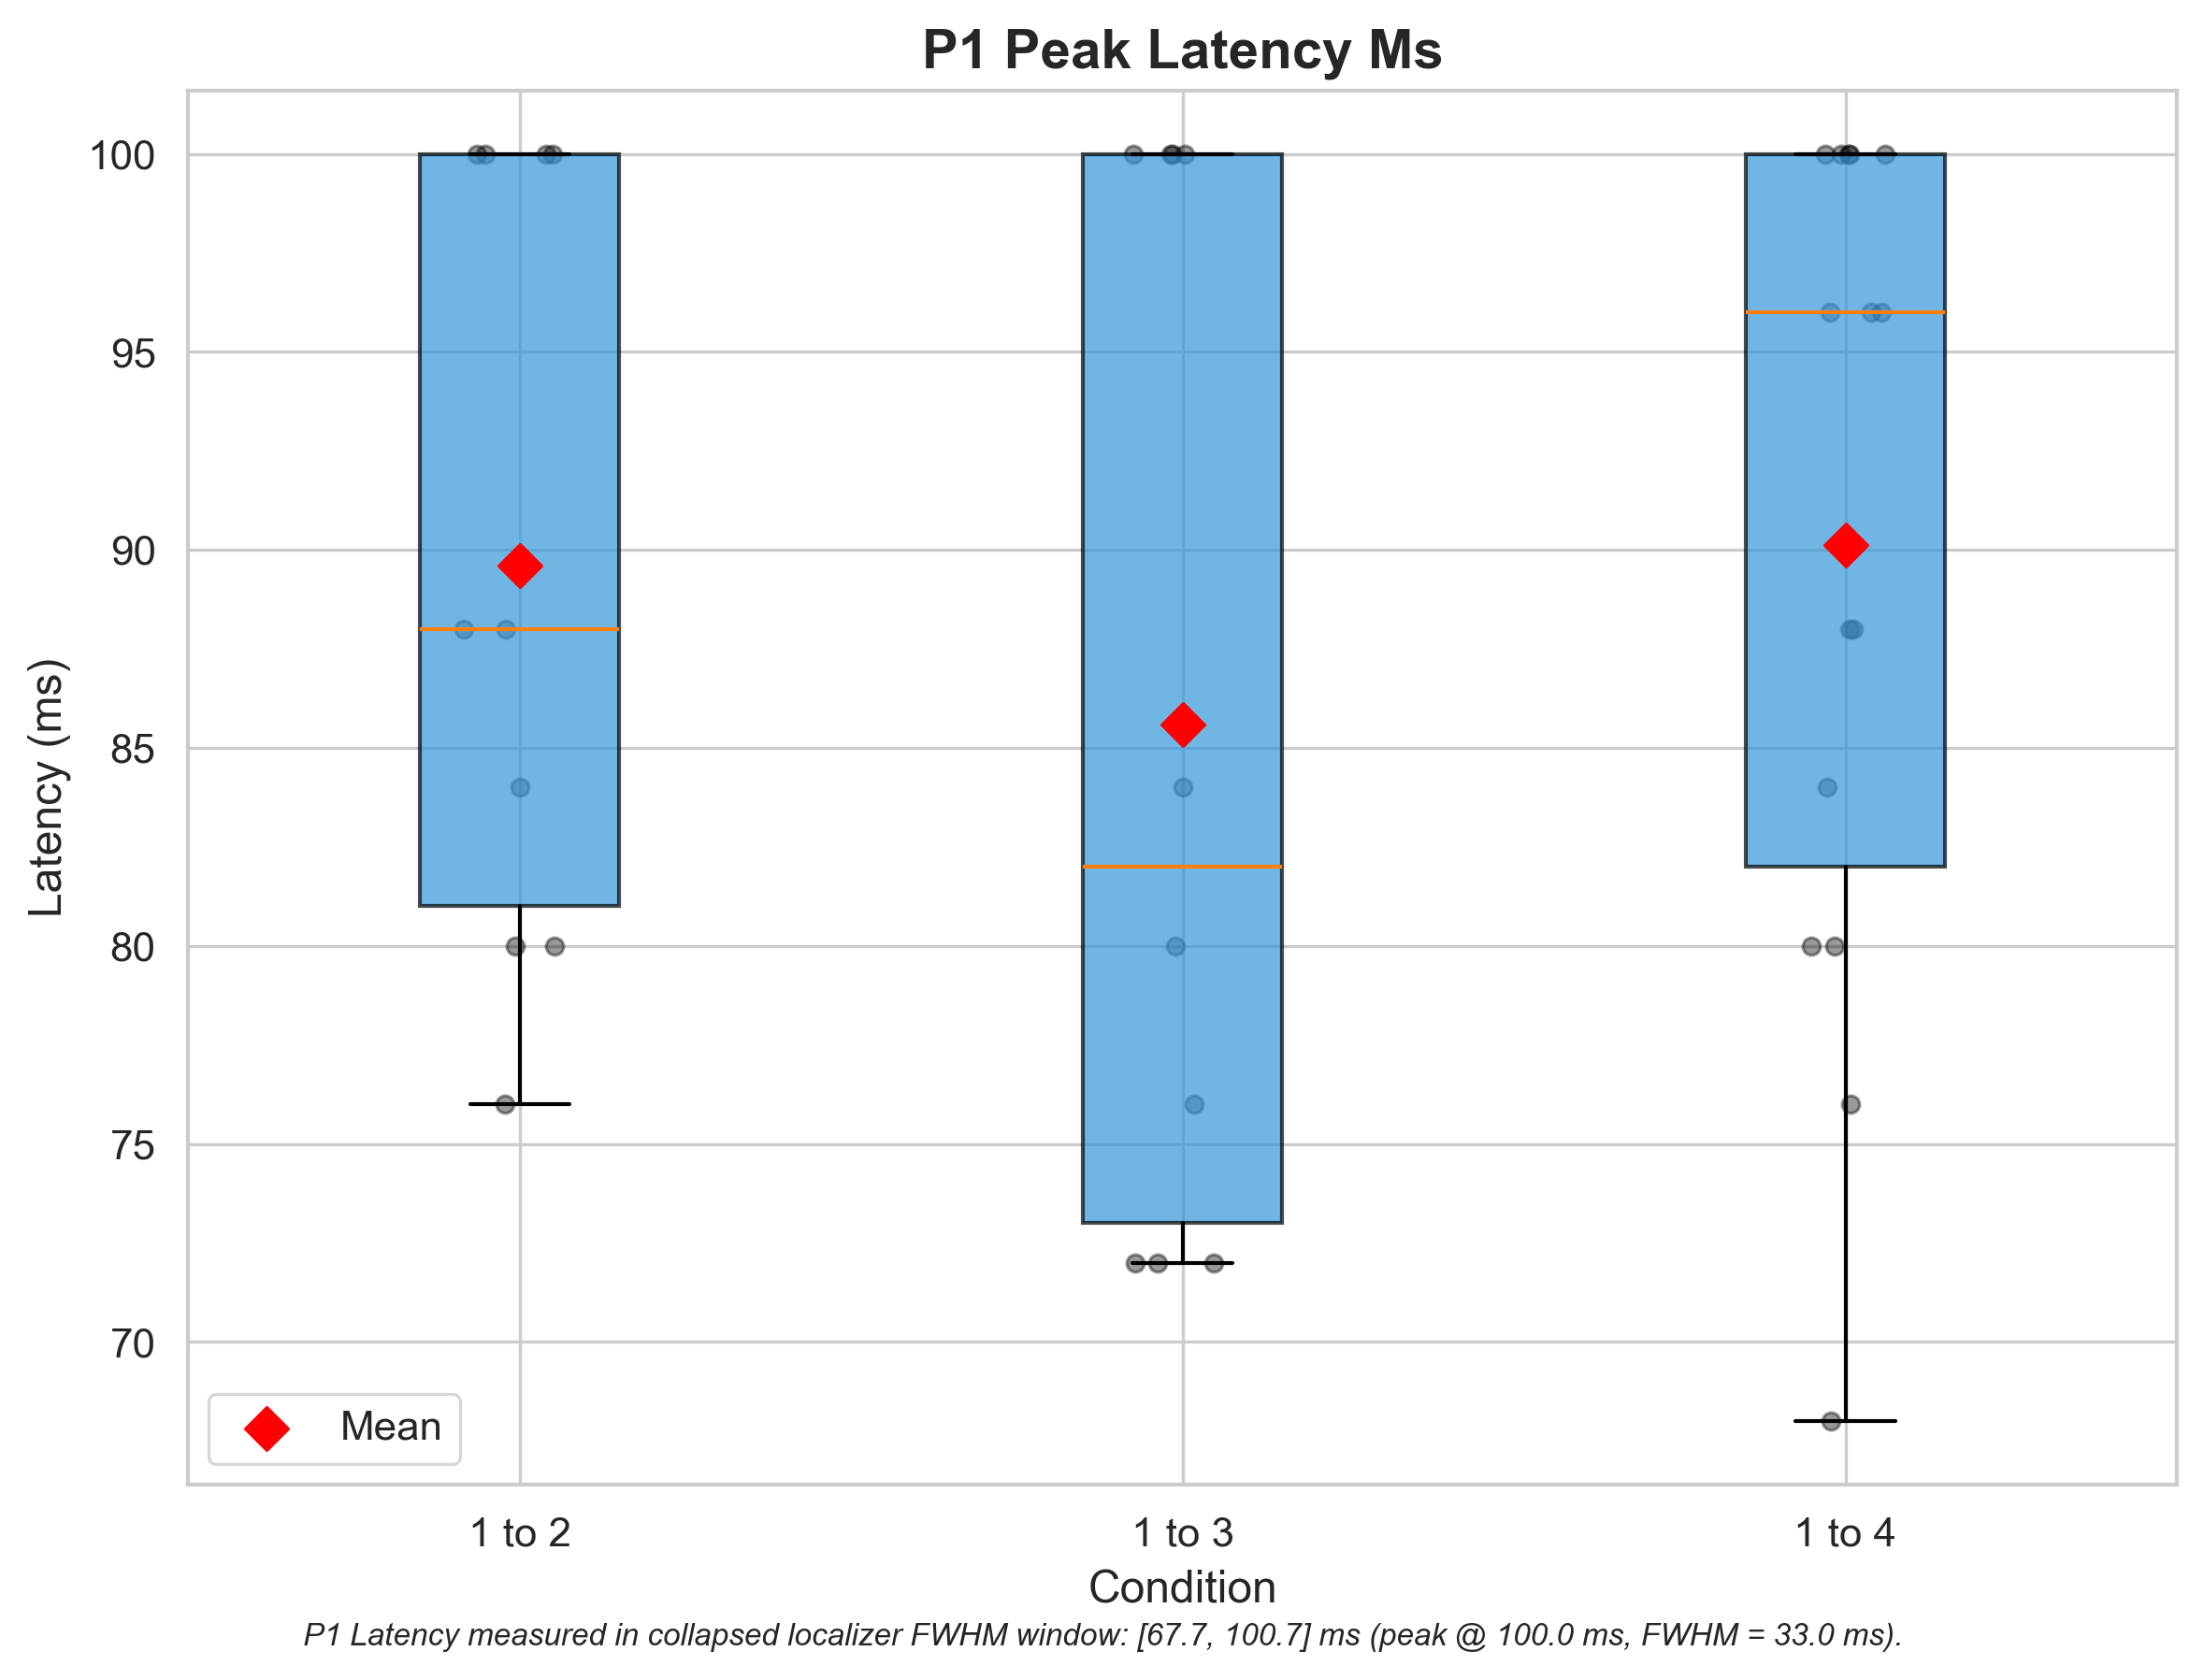 P1 Peak Latency Ms
Latency (ms)
100
95
90
85
80
75
70
Mean
1 to 2
1 to 3
1 to 4
Condition
P1 Latency measured in collapsed localizer FWHM window: [67.7, 100.7] ms (peak @ 100.0 ms, FWHM = 33.0 ms).